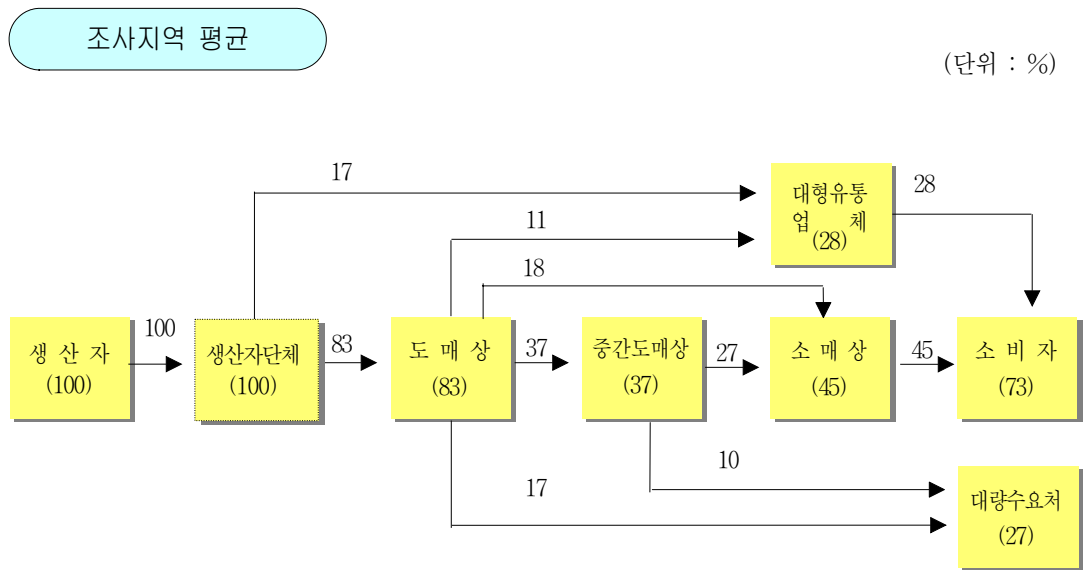 조사지역 평균
(단위 : %)
17
대형유통
업 체
(28)
28
11
18
생 산 자
(100)
100
생산자단체
(100)
83
도 매 상
(83)
37
중간도매상
(37)
27
소 매 상
(45)
45
소 비 자
(73)
10
17
대량수요처
(27)